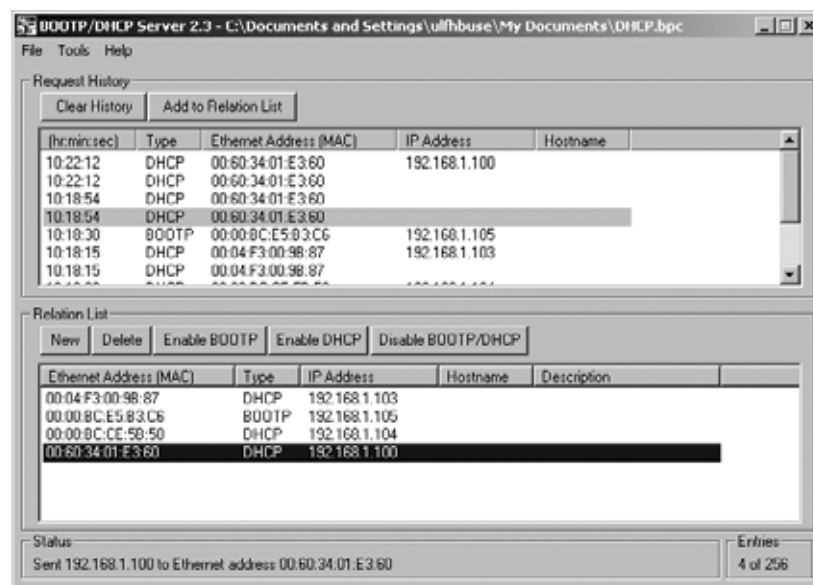 BOOTP/DHCP Server 2.3 - C:\Documents and Settings\ulfhbuse\My Documents\DHCP.bpc
File Tools Help
Request History
Clear History Add to Relation List
(hr:min:sec) Type Ethernet Address (MAC) IP Address Hostname
10:22:12 DHCP 00:60:34:01:E3:60 192.168.1.100
10:22:12 DHCP 00:60:34:01:E3:60
10:18:54 DHCP 00:60:34:01:E3:60
10:18:54 DHCP 00:60:34:01:E3:60
10:18:30 BOOTP 00:00:BC:E5:B3:C6 192.168.1.105
10:18:15 DHCP 00:04:F3:00:9B:87 192.168.1.103
10:18:15 DHCP 00:04:F3:00:9B:87
Relation List
New Delete Enable BOOTP Enable DHCP Disable BOOTP/DHCP
Ethernet Address (MAC) Type IP Address Hostname Description
00:04:F3:00:9B:87 DHCP 192.168.1.103
00:00:BC:E5:B3:C6 BOOTP 192.168.1.105
00:00:BC:CE:5B:50 DHCP 192.168.1.104
00:60:34:01:E3:60 DHCP 192.168.1.100
Status
Entries
Sent 192.168.1.100 to Ethernet address 00:60:34:01:E3:60
4 of 256